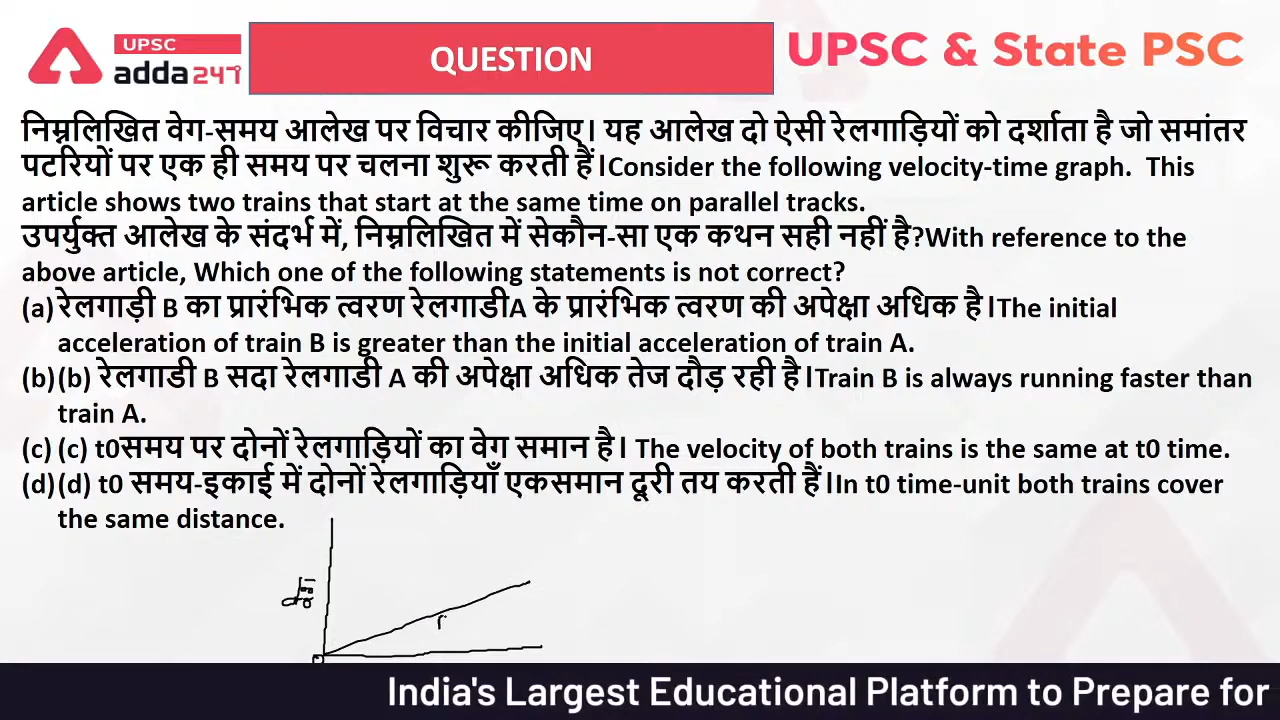 UPSC
adda247
QUESTION
UPSC & State PSC
निम्नलिखित वेग-समय आलेख पर विचार कीजिए। यह आलेख दो ऐसी रेलगाड़ियों को दर्शाता है जो समांतर
पटरियों पर एक ही समय पर चलना शुरू करती हैं।Consider the following velocity-time graph. This
article shows two trains that start at the same time on parallel tracks.
उपर्युक्त आलेख के संदर्भ में, निम्नलिखित में सेकौन-सा एक कथन सही नहीं है?With reference to the
above article, Which one of the following statements is not correct?
(a) रेलगाड़ी B का प्रारंभिक त्वरण रेलगाडीA के प्रारंभिक त्वरण की अपेक्षा अधिक है।The initial
acceleration of train B is greater than the initial acceleration of train A.
(b)(b) रेलगाडी B सदा रेलगाडी A की अपेक्षा अधिक तेज दौड़ रही है।Train B is always running faster than
train A.
(c) (c) t0समय पर दोनों रेलगाड़ियों का वेग समान है। The velocity of both trains is the same at t0 time.
(d)(d) t0 समय-इकाई में दोनों रेलगाड़ियाँ एकसमान दूरी तय करती हैं।In t0 time-unit both trains cover
the same distance.
India's Largest Educational Platform to Prepare for